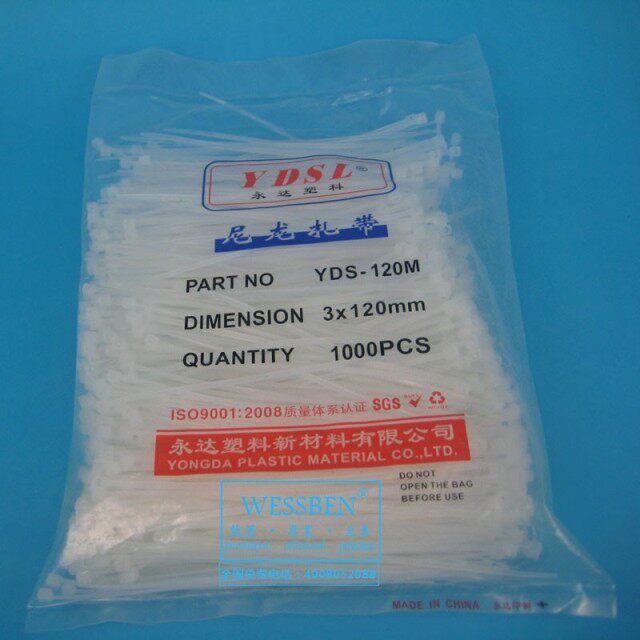 YDSL®
永达塑料
尼龙扎带
PART NO YDS-120M
DIMENSION 3x120mm
QUANTITY 1000PCS
ISO9001:2008质量体系认证 SGS
永达塑料新材料有限公司
YONGDA PLASTIC MATERIAL CO.,LTD.
DO NOT
OPEN THE BAG
BEFORE USE
WESSBEN®
MADE IN CHINA